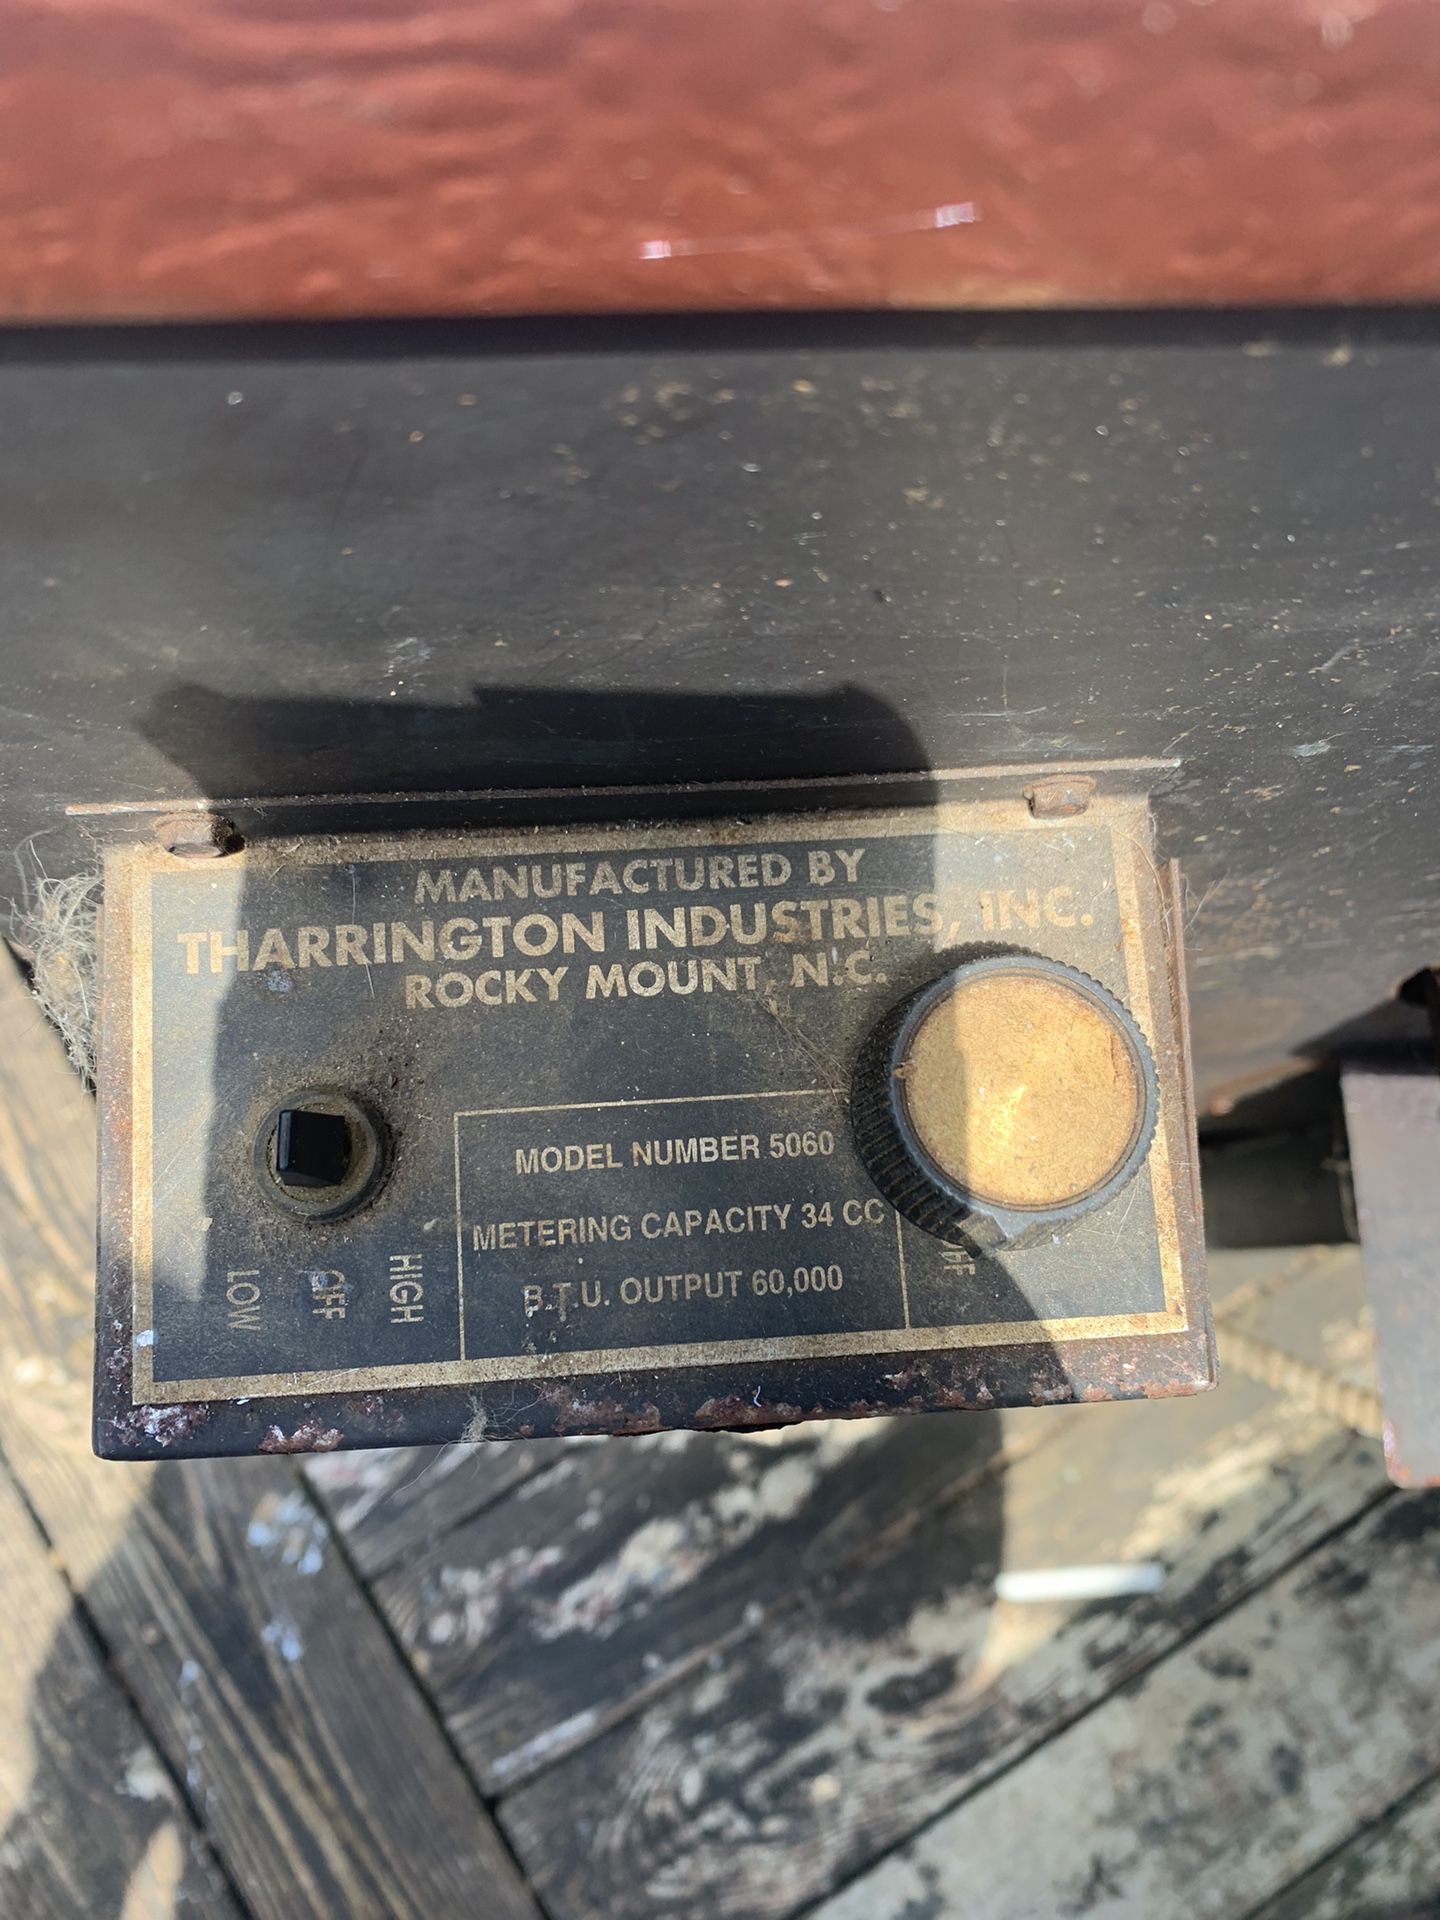 MANUFACTURED BY
THARRINGTON INDUSTRIES, INC.
ROCKY MOUNT, N.C.
MODEL NUMBER 5060
METERING CAPACITY 34 CC
B.T.U. OUTPUT 60,000
LOW
OFF
HIGH